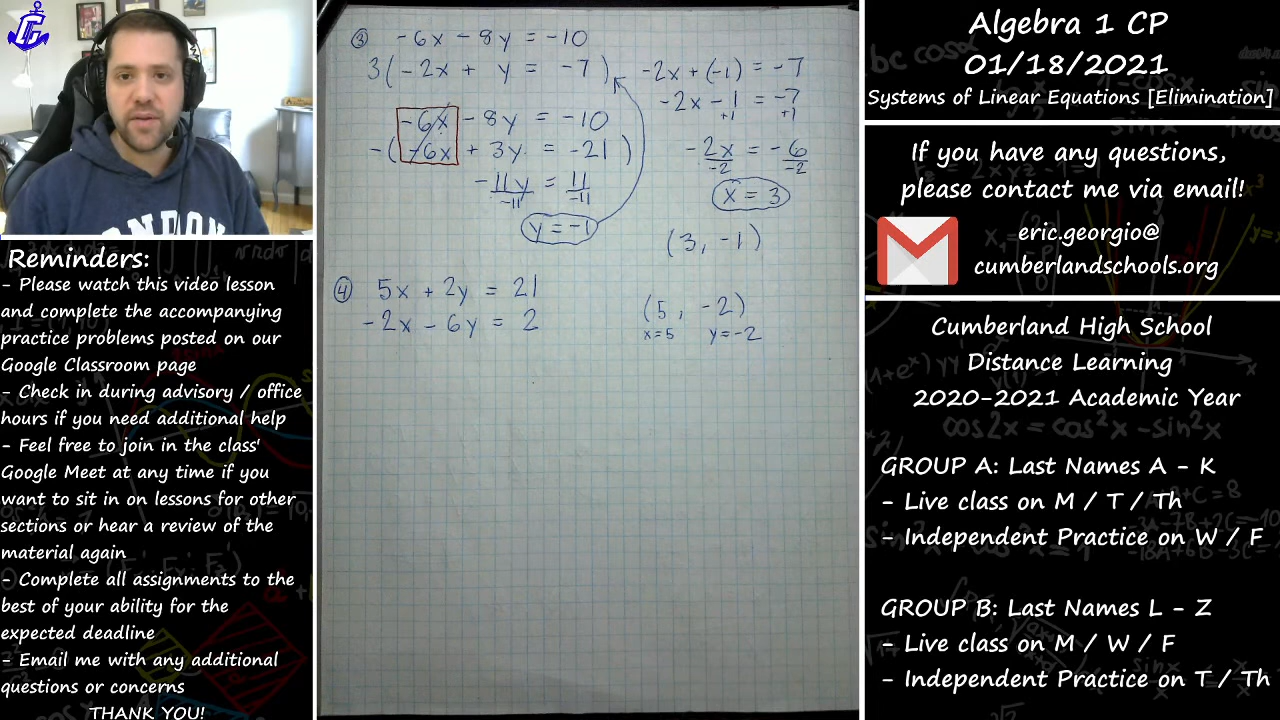 C
LONDON
Reminders:
- Please watch this video lesson
and complete the accompanying
practice problems posted on our
Google Classroom page
- Check in during advisory / office
hours if you need additional help
- Feel free to join in the class'
Google Meet at any time if you
want to sit in on lessons for other
sections or hear a review of the
material again
- Complete all assignments to the
best of your ability for the
expected deadline
- Email me with any additional
questions or concerns
THANK YOU!
③ -6x - 8y = -10
3(-2x + y = -7)
-6x - 8y = -10
-(-6x + 3y = -21)
-11y = 11
-11 -11
y = -1
-2x + (-1) = -7
-2x - 1 = -7
+1 +1
-2x = -6
-2 -2
x = 3
(3, -1)
④ 5x + 2y = 21
-2x - 6y = 2
(5, -2)
x=5 y=-2
Algebra 1 CP
01/18/2021
Systems of Linear Equations [Elimination]
If you have any questions,
please contact me via email!
eric.georgio@
cumberlandschools.org
Cumberland High School
Distance Learning
2020-2021 Academic Year
cos2x = cos²x - sin²x
GROUP A: Last Names A - K
- Live class on M / T / Th
- Independent Practice on W / F
GROUP B: Last Names L - Z
- Live class on M / W / F
- Independent Practice on T / Th